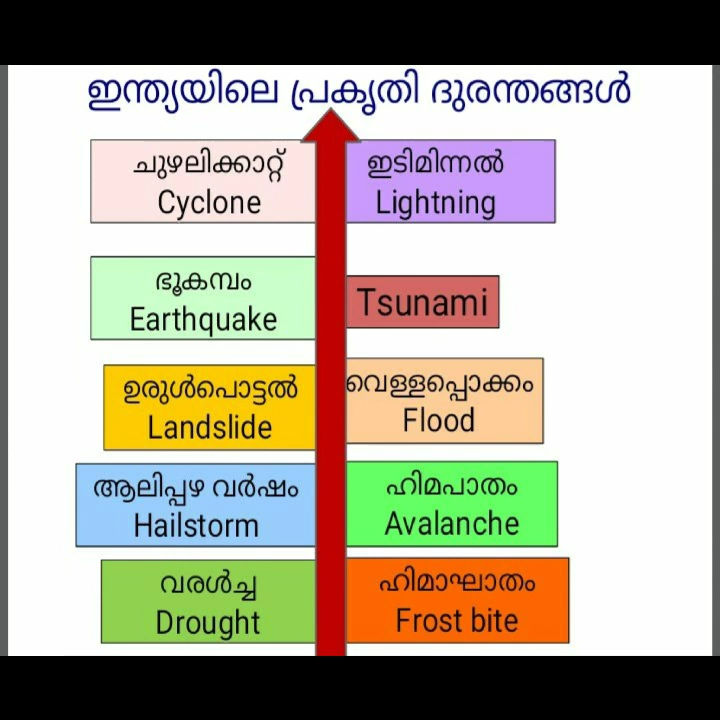 ഇന്ത്യയിലെ പ്രകൃതി ദുരന്തങ്ങൾ
ചുഴലിക്കാറ്റ്
Cyclone
ഇടിമിന്നൽ
Lightning
ഭൂകമ്പം
Earthquake
Tsunami
ഉരുൾപൊട്ടൽ
Landslide
വെള്ളപ്പൊക്കം
Flood
ആലിപ്പഴ വർഷം
Hailstorm
ഹിമപാതം
Avalanche
വരൾച്ച
Drought
ഹിമാഘാതം
Frost bite